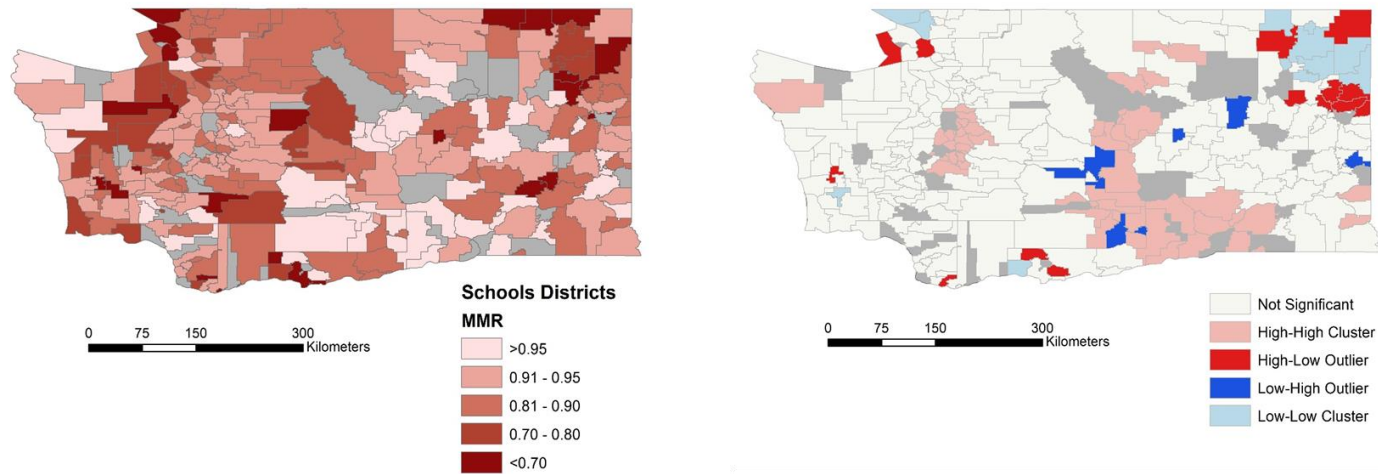 Schools Districts
MMR
>0.95
0.91 - 0.95
0.81 - 0.90
0.70 - 0.80
<0.70
0 75 150 300
Kilometers
0 75 150 300
Kilometers
Not Significant
High-High Cluster
High-Low Outlier
Low-High Outlier
Low-Low Cluster